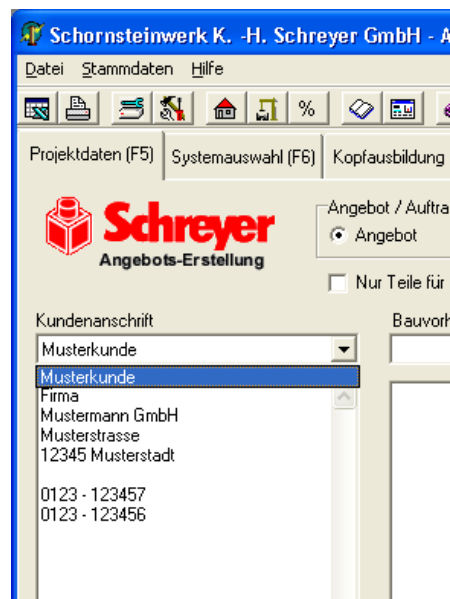 Schornsteinwerk K. -H. Schreyer GmbH - A
Datei Stammdaten Hilfe
%
Projektdaten (F5) Systemauswahl (F6) Kopfausbildung
Schreyer
Angebots-Erstellung
Angebot / Auftra
Angebot
Nur Teile für
Kundenanschrift Bauvorh
Musterkunde
Musterkunde
Firma
Mustermann GmbH
Musterstrasse
12345 Musterstadt
0123 - 123457
0123 - 123456